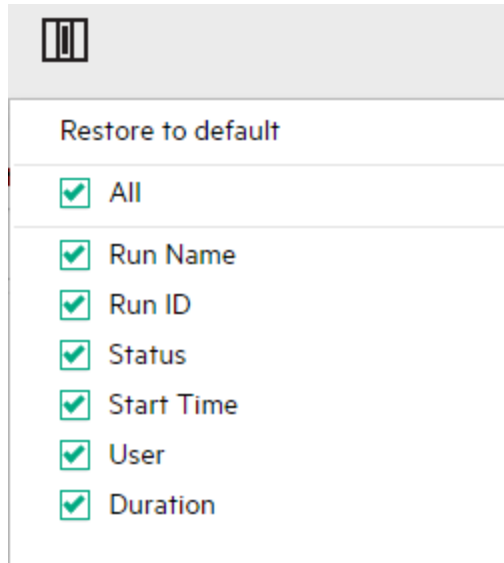 Restore to default
All
Run Name
Run ID
Status
Start Time
User
Duration